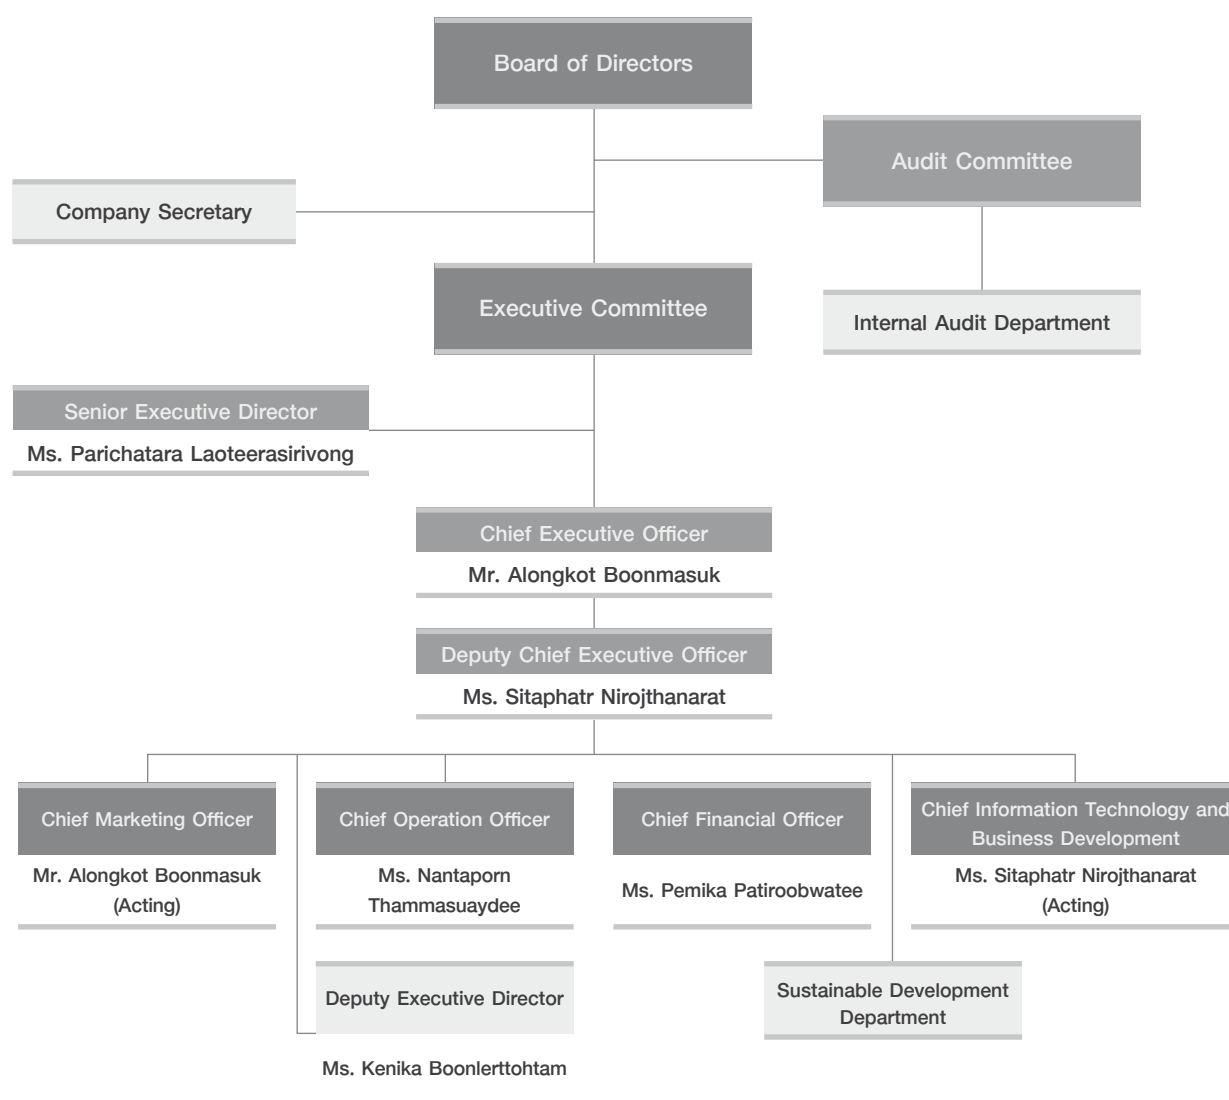 Board of Directors
Audit Committee
Company Secretary
Executive Committee
Internal Audit Department
Senior Executive Director
Ms. Parichatara Laoteerasirivong
Chief Executive Officer
Mr. Alongkot Boonmasuk
Deputy Chief Executive Officer
Ms. Sitaphatr Nirojthanarat
Chief Marketing Officer
Mr. Alongkot Boonmasuk
(Acting)
Chief Operation Officer
Ms. Nantaporn
Thammasuaydee
Chief Financial Officer
Ms. Pemika Patiroobwatee
Chief Information Technology and
Business Development
Ms. Sitaphatr Nirojthanarat
(Acting)
Deputy Executive Director
Ms. Kenika Boonlerttohtam
Sustainable Development
Department